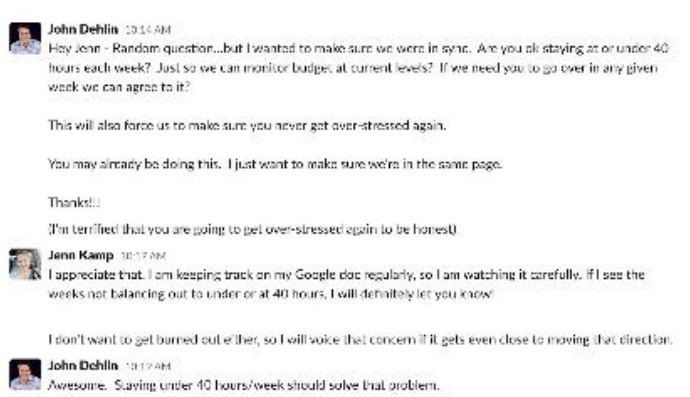 John Dehlin 10:14 AM
Hey Jenn - Random question...but I wanted to make sure we were in sync. Are you ok staying at or under 40
hours each week? Just so we can monitor budget at current levels? If we need you to go over in any given
week we can agree to it?
This will also force us to make sure you never get over-stressed again.
You may already be doing this. I just want to make sure we're in the same page.
Thanks!!!
(I'm terrified that you are going to get over-stressed again to be honest)
Jenn Kamp 10:17 AM
I appreciate that. I am keeping track on my Google doc regularly, so I am watching it carefully. If I see the
weeks not balancing out to under or at 40 hours, I will definitely let you know!
I don't want to get burned out either, so I will voice that concern if it gets even close to moving that direction.
John Dehlin 10:19 AM
Awesome. Staying under 40 hours/week should solve that problem.